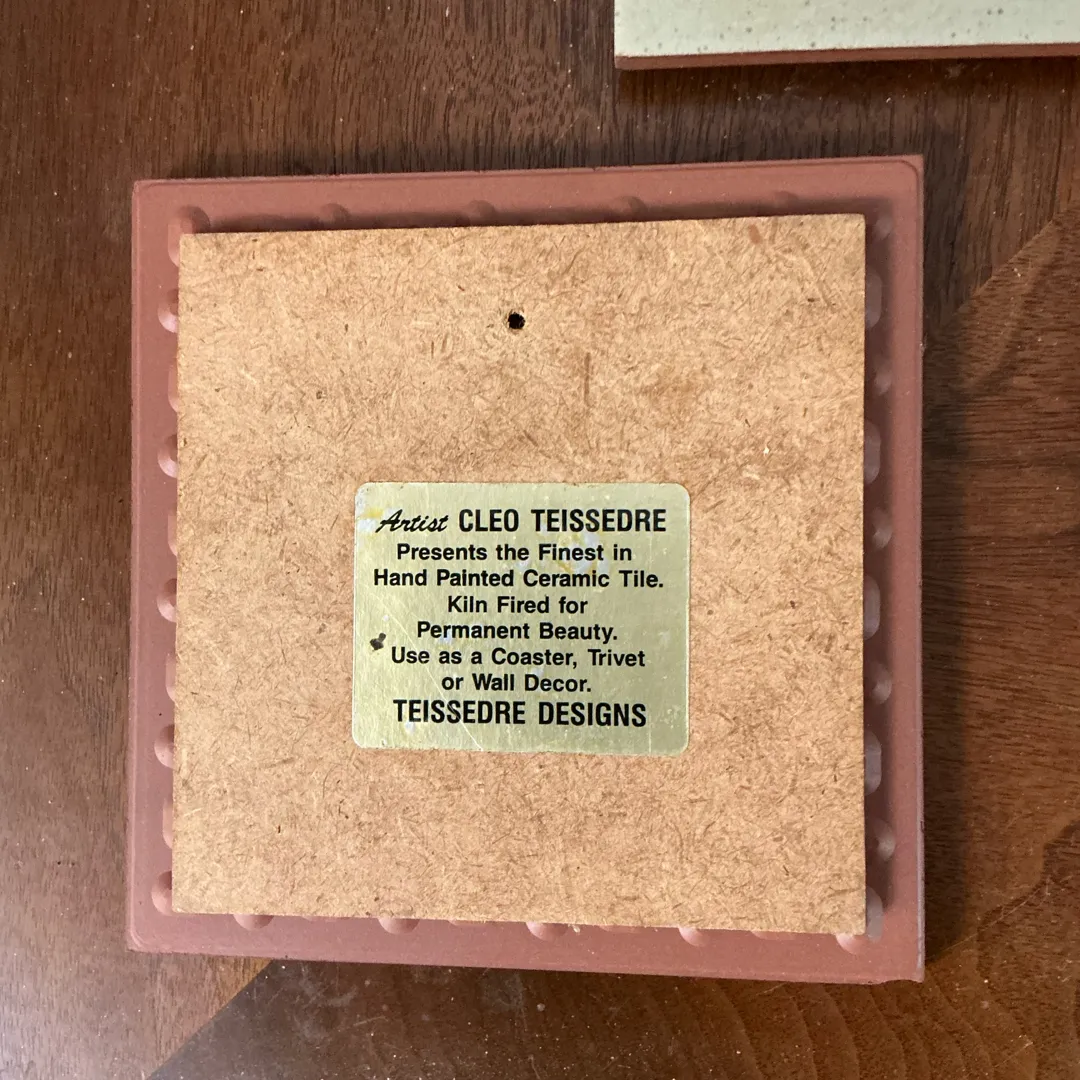 Artist CLEO TEISSEDRE
Presents the Finest in
Hand Painted Ceramic Tile.
Kiln Fired for
Permanent Beauty.
Use as a Coaster, Trivet
or Wall Decor.
TEISSEDRE DESIGNS